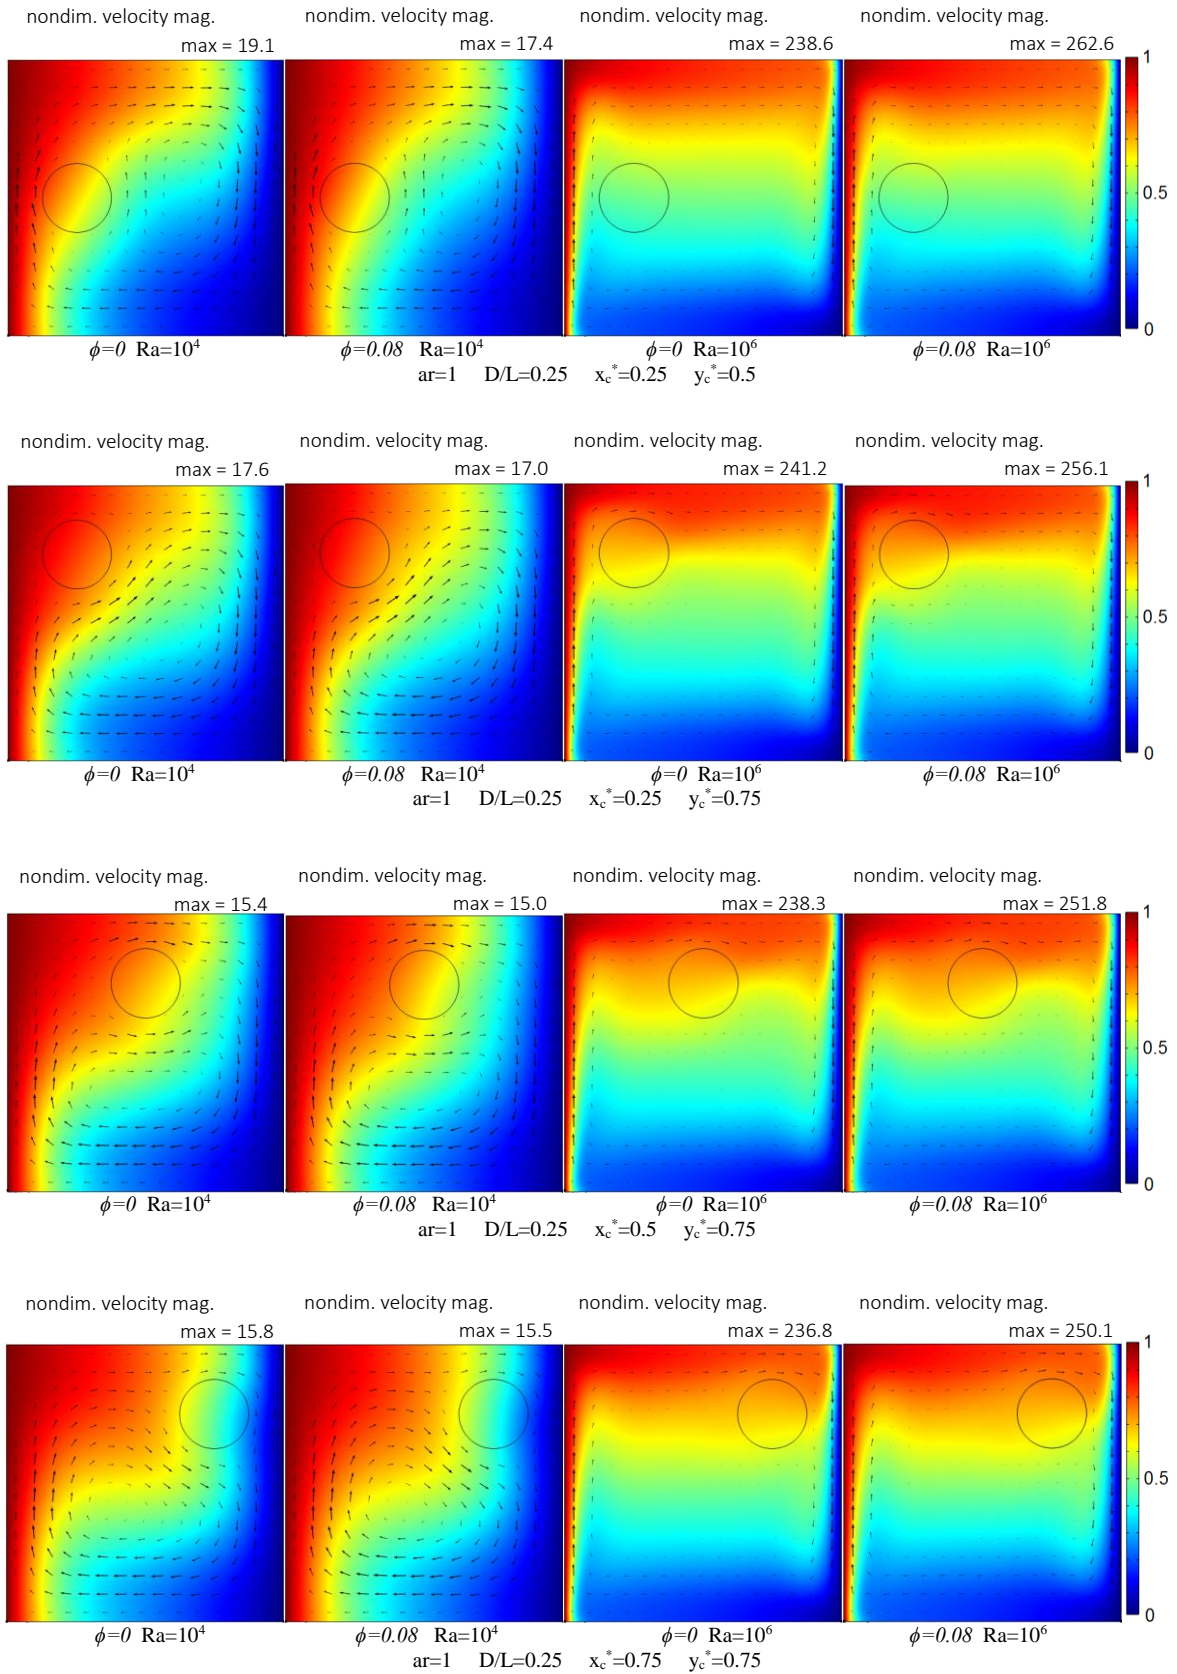 nondim. velocity mag. nondim. velocity mag. nondim. velocity mag. nondim. velocity mag.
max = 19.1 max = 17.4 max = 238.6 max = 262.6
1
0.5
0
ϕ=0 Ra=10⁴ ϕ=0.08 Ra=10⁴ ϕ=0 Ra=10⁶ ϕ=0.08 Ra=10⁶
ar=1 D/L=0.25 x_c*=0.25 y_c*=0.5
nondim. velocity mag. nondim. velocity mag. nondim. velocity mag. nondim. velocity mag.
max = 17.6 max = 17.0 max = 241.2 max = 256.1
1
0.5
0
ϕ=0 Ra=10⁴ ϕ=0.08 Ra=10⁴ ϕ=0 Ra=10⁶ ϕ=0.08 Ra=10⁶
ar=1 D/L=0.25 x_c*=0.25 y_c*=0.75
nondim. velocity mag. nondim. velocity mag. nondim. velocity mag. nondim. velocity mag.
max = 15.4 max = 15.0 max = 238.3 max = 251.8
1
0.5
0
ϕ=0 Ra=10⁴ ϕ=0.08 Ra=10⁴ ϕ=0 Ra=10⁶ ϕ=0.08 Ra=10⁶
ar=1 D/L=0.25 x_c*=0.5 y_c*=0.75
nondim. velocity mag. nondim. velocity mag. nondim. velocity mag. nondim. velocity mag.
max = 15.8 max = 15.5 max = 236.8 max = 250.1
1
0.5
0
ϕ=0 Ra=10⁴ ϕ=0.08 Ra=10⁴ ϕ=0 Ra=10⁶ ϕ=0.08 Ra=10⁶
ar=1 D/L=0.25 x_c*=0.75 y_c*=0.75